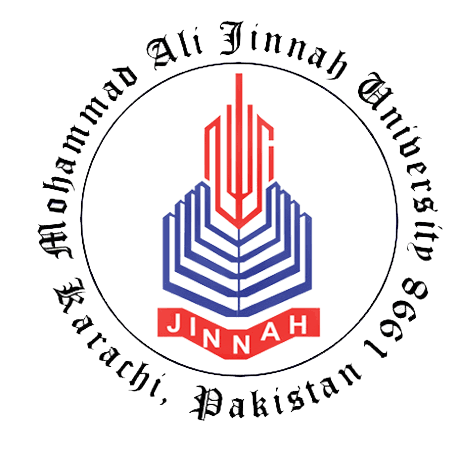 Mohammad Ali Jinnah University
JINNAH
Karachi, Pakistan 1998